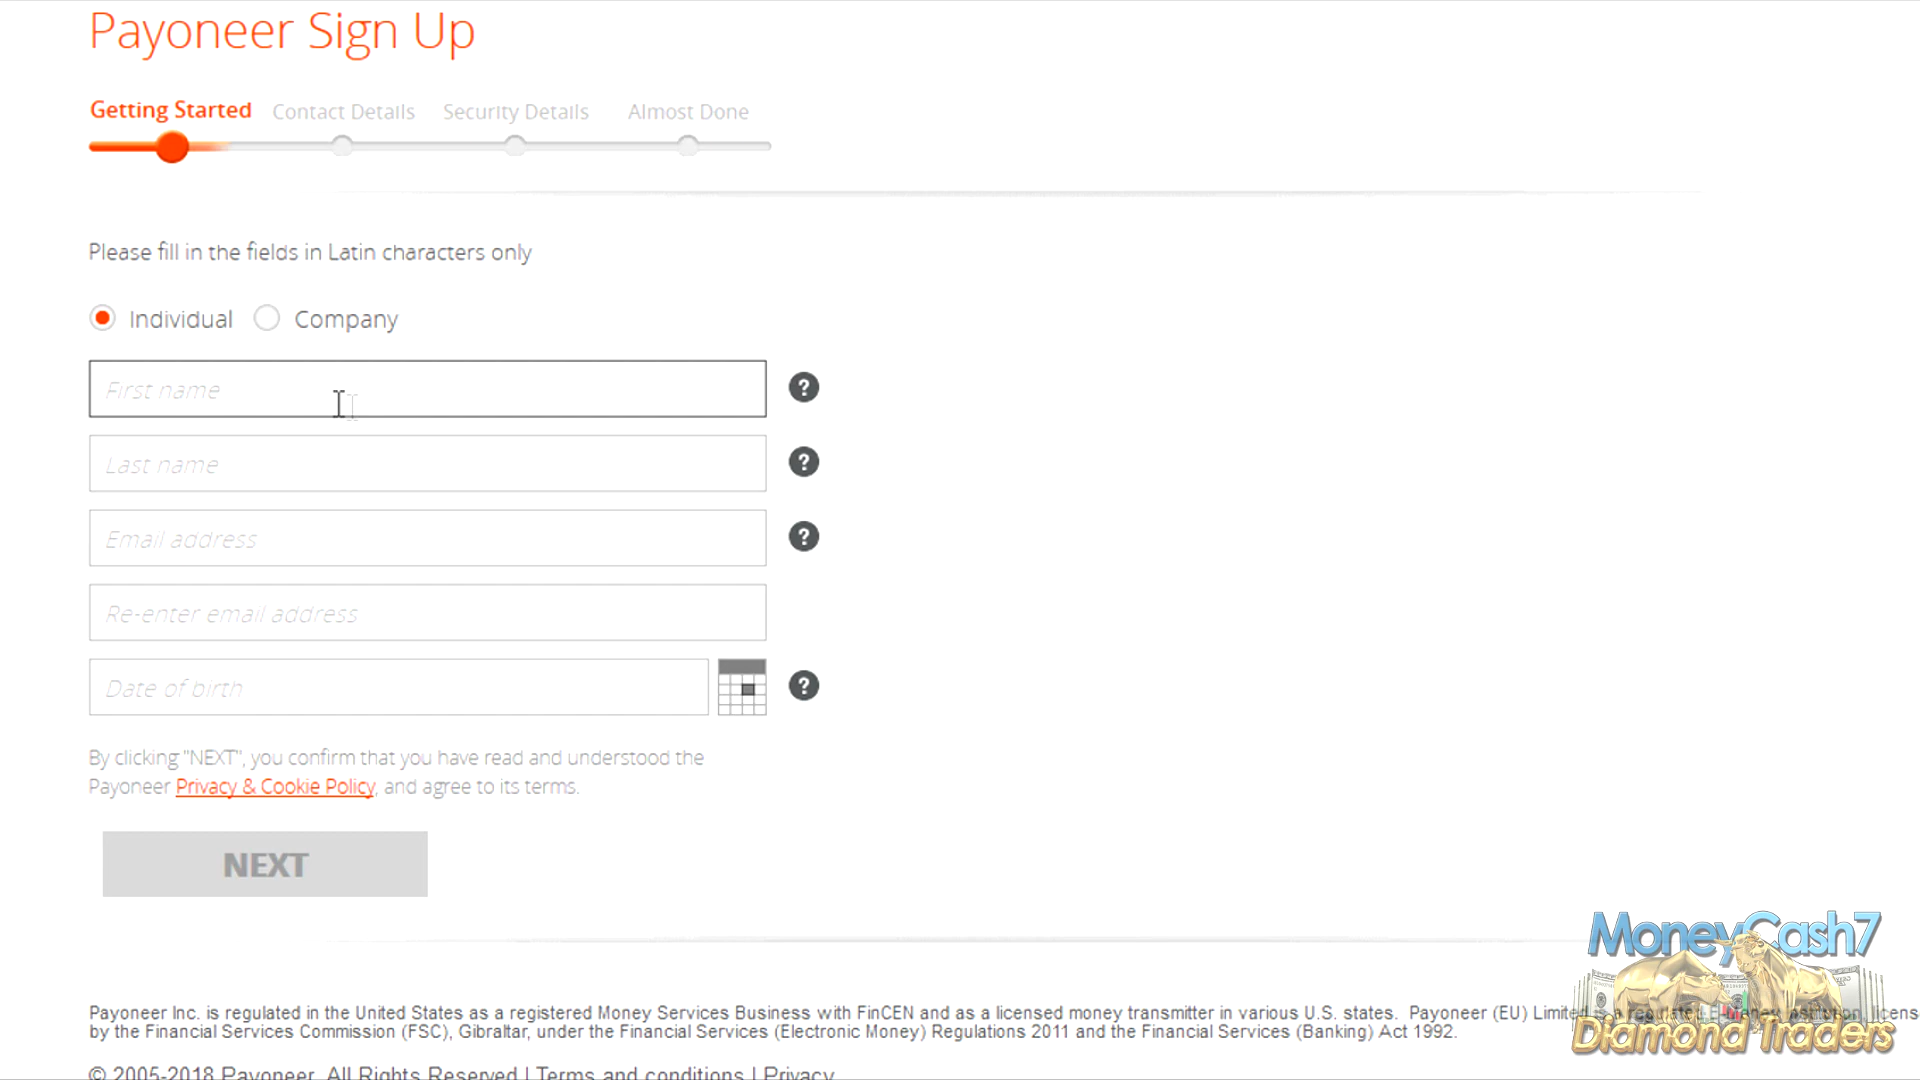 Payoneer Sign Up
Getting Started Contact Details Security Details Almost Done
Please fill in the fields in Latin characters only
Individual Company
First name
?
Last name
?
Email address
?
Re-enter email address
Date of birth
?
By clicking "NEXT", you confirm that you have read and understood the
Payoneer Privacy & Cookie Policy, and agree to its terms.
NEXT
MoneyCash7
Diamond Traders
Payoneer Inc. is regulated in the United States as a registered Money Services Business with FinCEN and as a licensed money transmitter in various U.S. states. Payoneer (EU) Limited
by the Financial Services Commission (FSC), Gibraltar, under the Financial Services (Electronic Money) Regulations 2011 and the Financial Services (Banking) Act 1992.
© 2005-2018 Payoneer, All Rights Reserved | Terms and conditions | Privacy